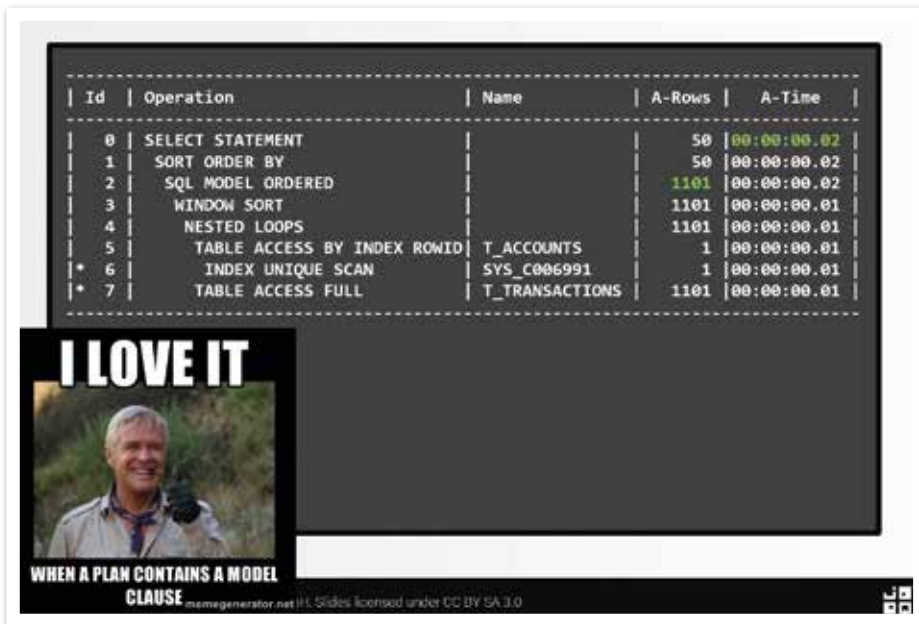 | Id | Operation | Name | A-Rows | A-Time |
| 0 | SELECT STATEMENT | | 50 |00:00:00.02 |
| 1 | SORT ORDER BY | | 50 |00:00:00.02 |
| 2 | SQL MODEL ORDERED | | 1101 |00:00:00.02 |
| 3 | WINDOW SORT | | 1101 |00:00:00.01 |
| 4 | NESTED LOOPS | | 1101 |00:00:00.01 |
| 5 | TABLE ACCESS BY INDEX ROWID| T_ACCOUNTS | 1 |00:00:00.01 |
|* 6 | INDEX UNIQUE SCAN | SYS_C006991 | 1 |00:00:00.01 |
|* 7 | TABLE ACCESS FULL | T_TRANSACTIONS | 1101 |00:00:00.01 |
I LOVE IT
WHEN A PLAN CONTAINS A MODEL
CLAUSE
memegenerator.net
Slides licensed under CC BY SA 3.0